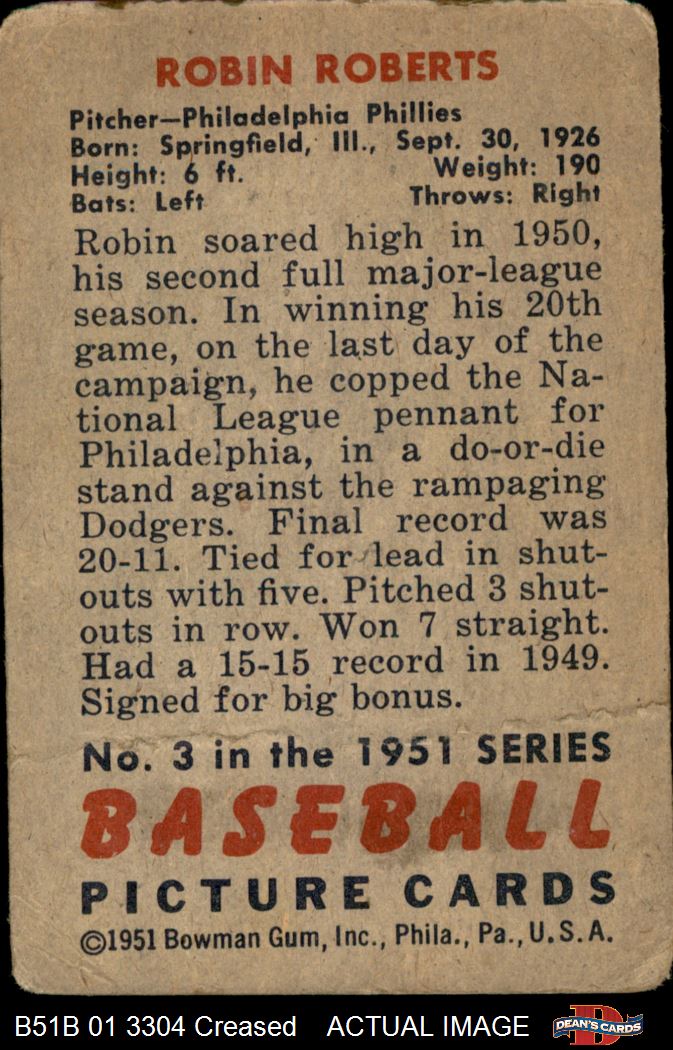 ROBIN ROBERTS
Pitcher—Philadelphia Phillies
Born: Springfield, Ill., Sept. 30, 1926
Height: 6 ft. Weight: 190
Bats: Left Throws: Right
Robin soared high in 1950,
his second full major-league
season. In winning his 20th
game, on the last day of the
campaign, he copped the Na-
tional League pennant for
Philadelphia, in a do-or-die
stand against the rampaging
Dodgers. Final record was
20-11. Tied for lead in shut-
outs with five. Pitched 3 shut-
outs in row. Won 7 straight.
Had a 15-15 record in 1949.
Signed for big bonus.
No. 3 in the 1951 SERIES
BASEBALL
PICTURE CARDS
©1951 Bowman Gum, Inc., Phila., Pa., U.S.A.
B51B 01 3304 Creased ACTUAL IMAGE DEAN'S CARDS